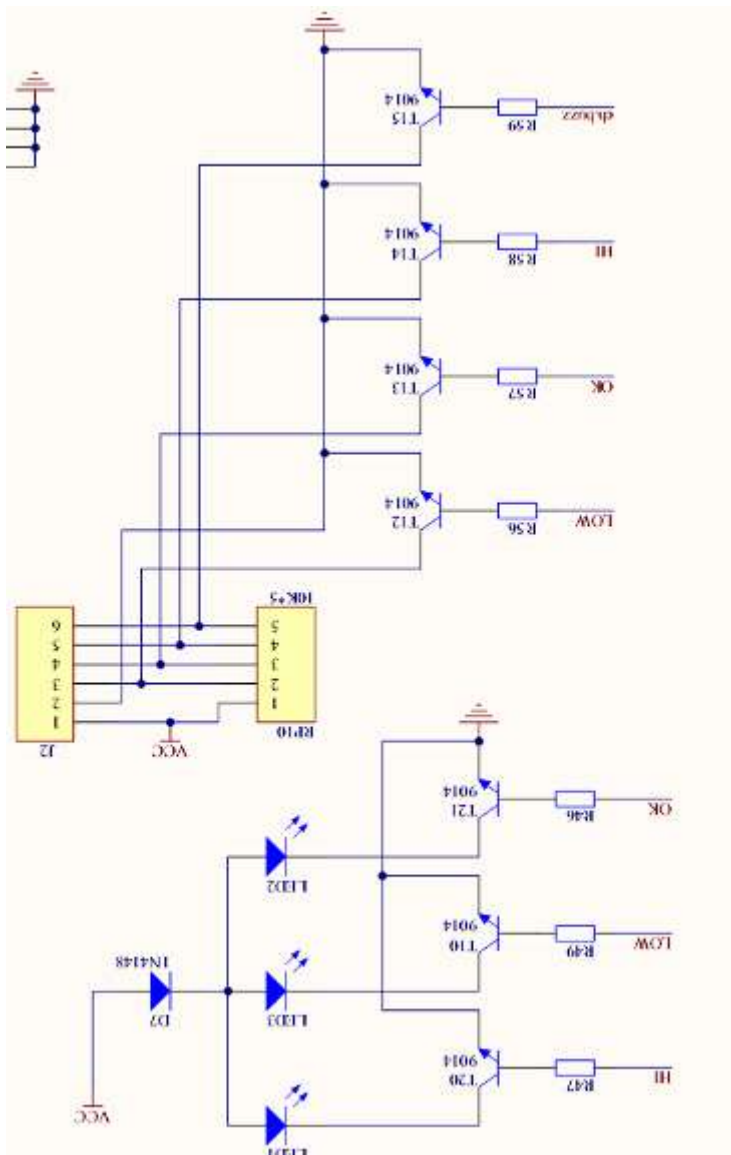 9014
T15
R59
9014
T14
R58
HI
9014
T13
R57
OK
9014
T12
R56
LOW
10K*5
6 5
5 4
4 3
3 2
2 1
1
J2
VCC
RP10
9014
T21
R46
OK
LED2
9014
T10
R49
LOW
1N4148
D7
LED3
9014
T20
R47
HI
VCC